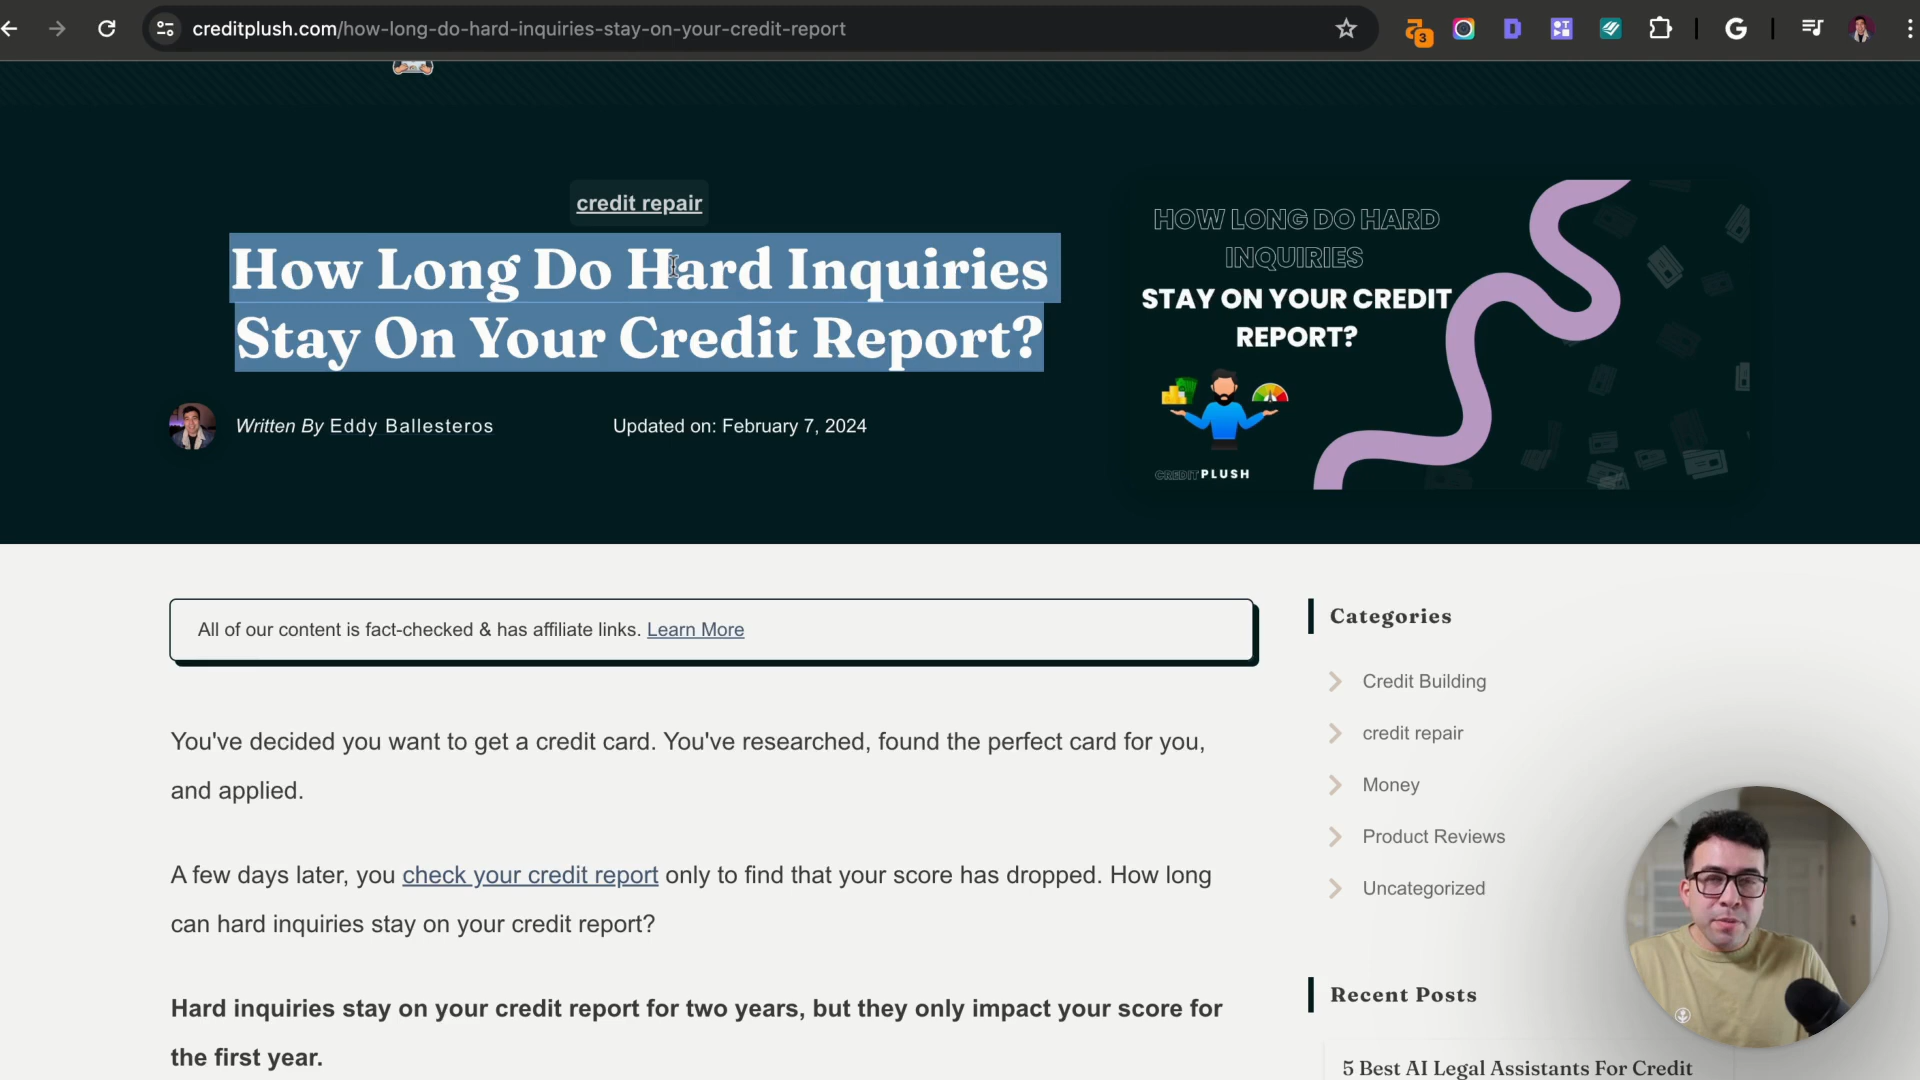 creditplush.com/how-long-do-hard-inquiries-stay-on-your-credit-report
3
D
G
credit repair
How Long Do Hard Inquiries
Stay On Your Credit Report?
Written By Eddy Ballesteros
Updated on: February 7, 2024
HOW LONG DO HARD
INQUIRIES
STAY ON YOUR CREDIT
REPORT?
CREDITPLUSH
All of our content is fact-checked & has affiliate links. Learn More
You've decided you want to get a credit card. You've researched, found the perfect card for you,
and applied.
A few days later, you check your credit report only to find that your score has dropped. How long
can hard inquiries stay on your credit report?
Hard inquiries stay on your credit report for two years, but they only impact your score for
the first year.
Categories
Credit Building
credit repair
Money
Product Reviews
Uncategorized
Recent Posts
5 Best AI Legal Assistants For Credit